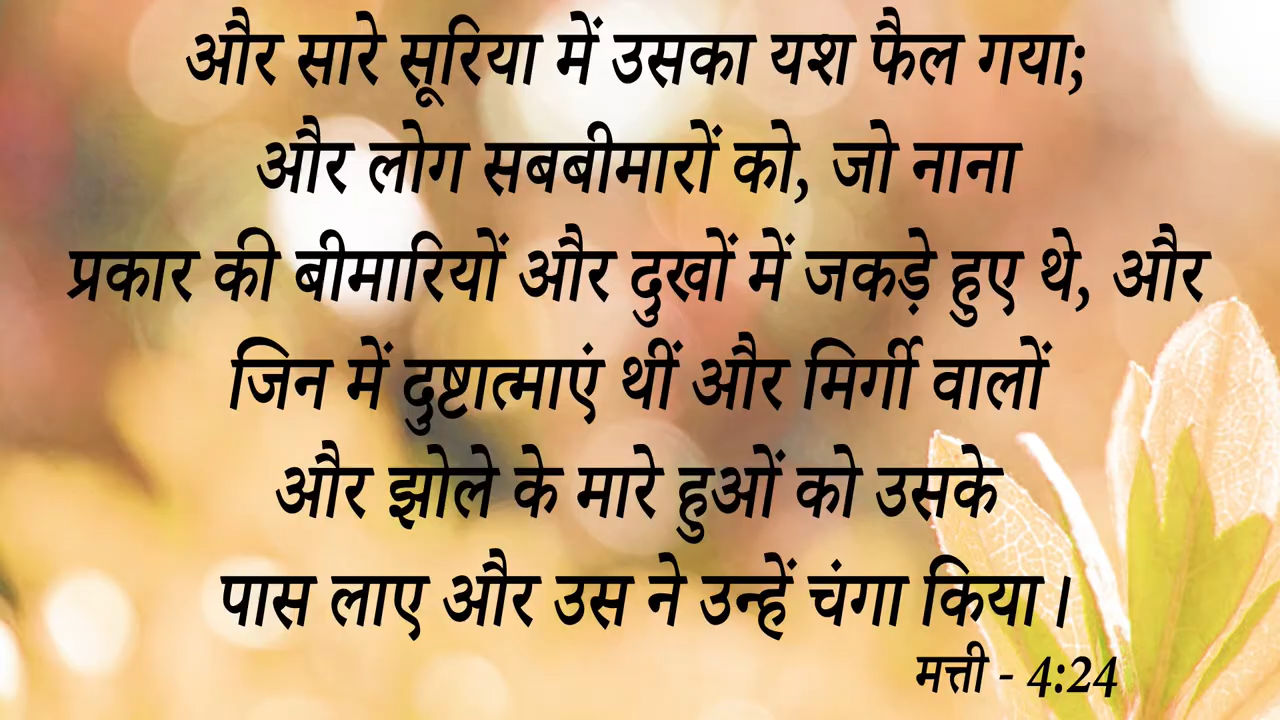 और सारे सूरिया में उसका यश फैल गया;
और लोग सबबीमारों को, जो नाना
प्रकार की बीमारियों और दुखों में जकड़े हुए थे, और
जिन में दुष्टात्माएं थीं और मिर्गी वालों
और झोले के मारे हुओं को उसके
पास लाए और उस ने उन्हें चंगा किया।
मत्ती - 4:24